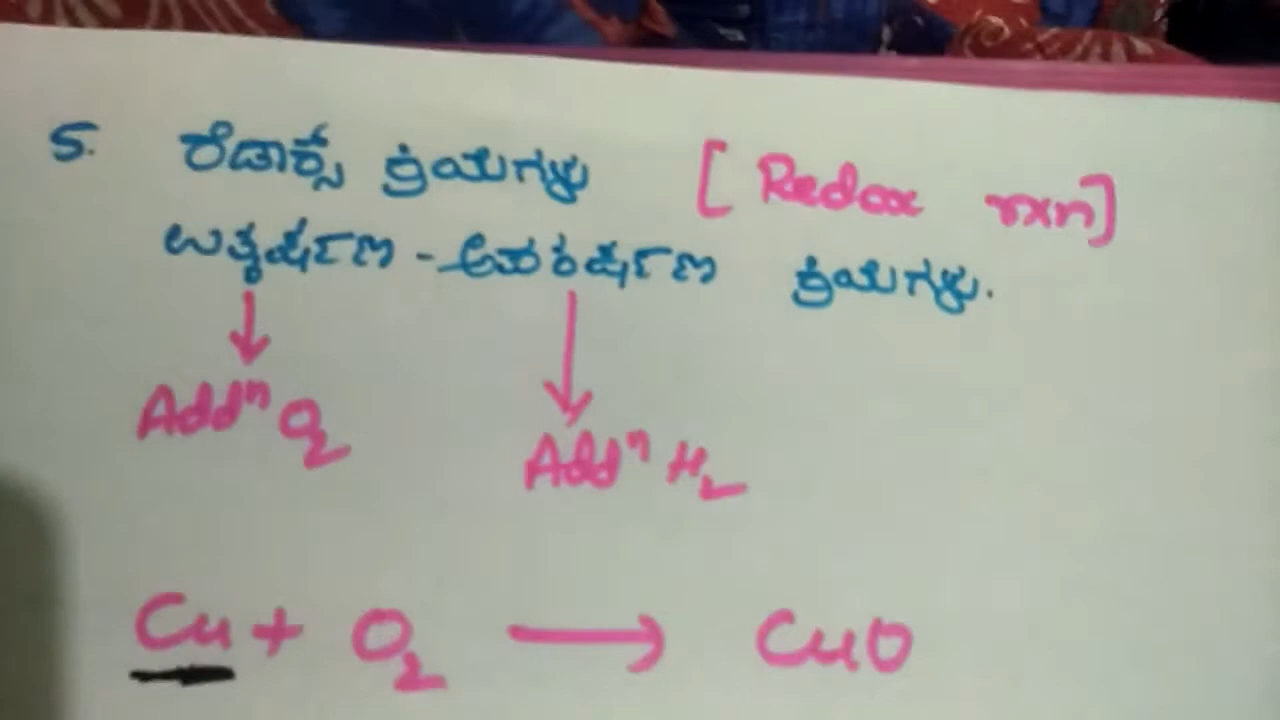 5. ರೆಡಾಕ್ಸ್ ಕ್ರಿಯೆಗಳು [Redox rxn]
ಉತ್ಕರ್ಷಣ - ಅಪಕರ್ಷಣ ಕ್ರಿಯೆಗಳು.
Addⁿ O₂
Addⁿ H₂
Cu + O₂ → CuO